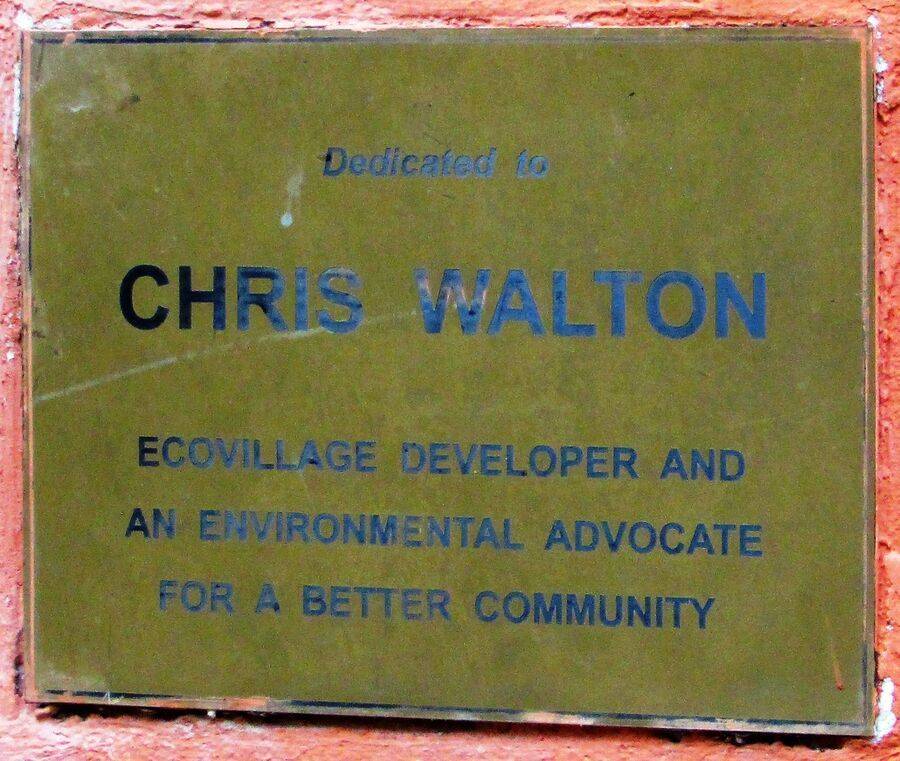 Dedicated to
CHRIS WALTON
ECOVILLAGE DEVELOPER AND
AN ENVIRONMENTAL ADVOCATE
FOR A BETTER COMMUNITY